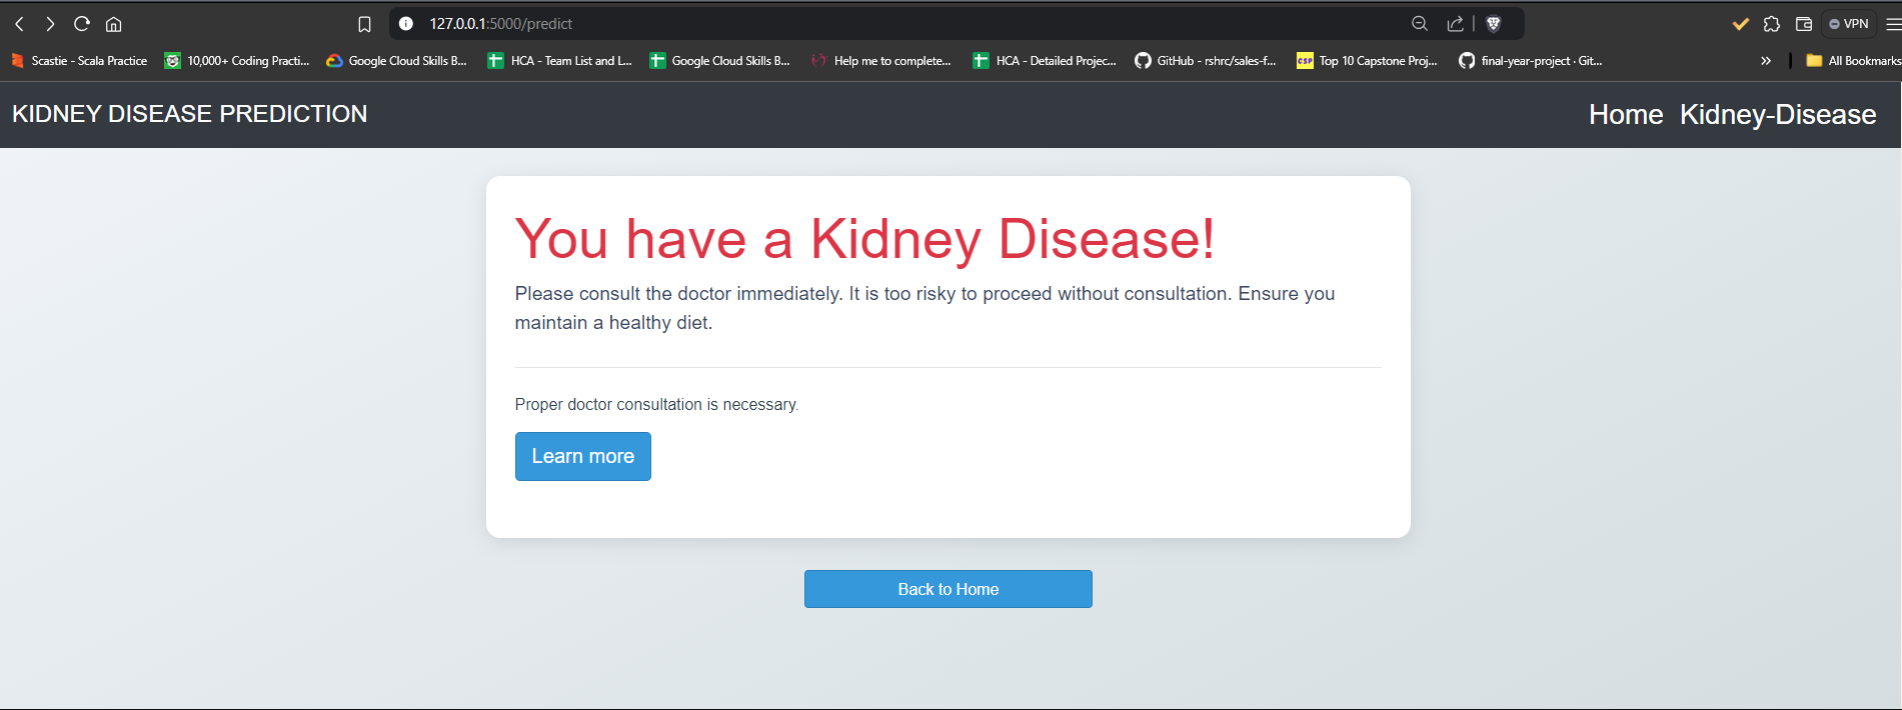 127.0.0.1:5000/predict
VPN
Scastie - Scala Practice 10,000+ Coding Practi... Google Cloud Skills B... HCA - Team List and L... Google Cloud Skills B... Help me to complete... HCA - Detailed Projec... GitHub - rshrc/sales-f... CSP Top 10 Capstone Proj... final-year-project · Git... » All Bookmarks
KIDNEY DISEASE PREDICTION Home Kidney-Disease
You have a Kidney Disease!
Please consult the doctor immediately. It is too risky to proceed without consultation. Ensure you
maintain a healthy diet.
Proper doctor consultation is necessary.
Learn more
Back to Home